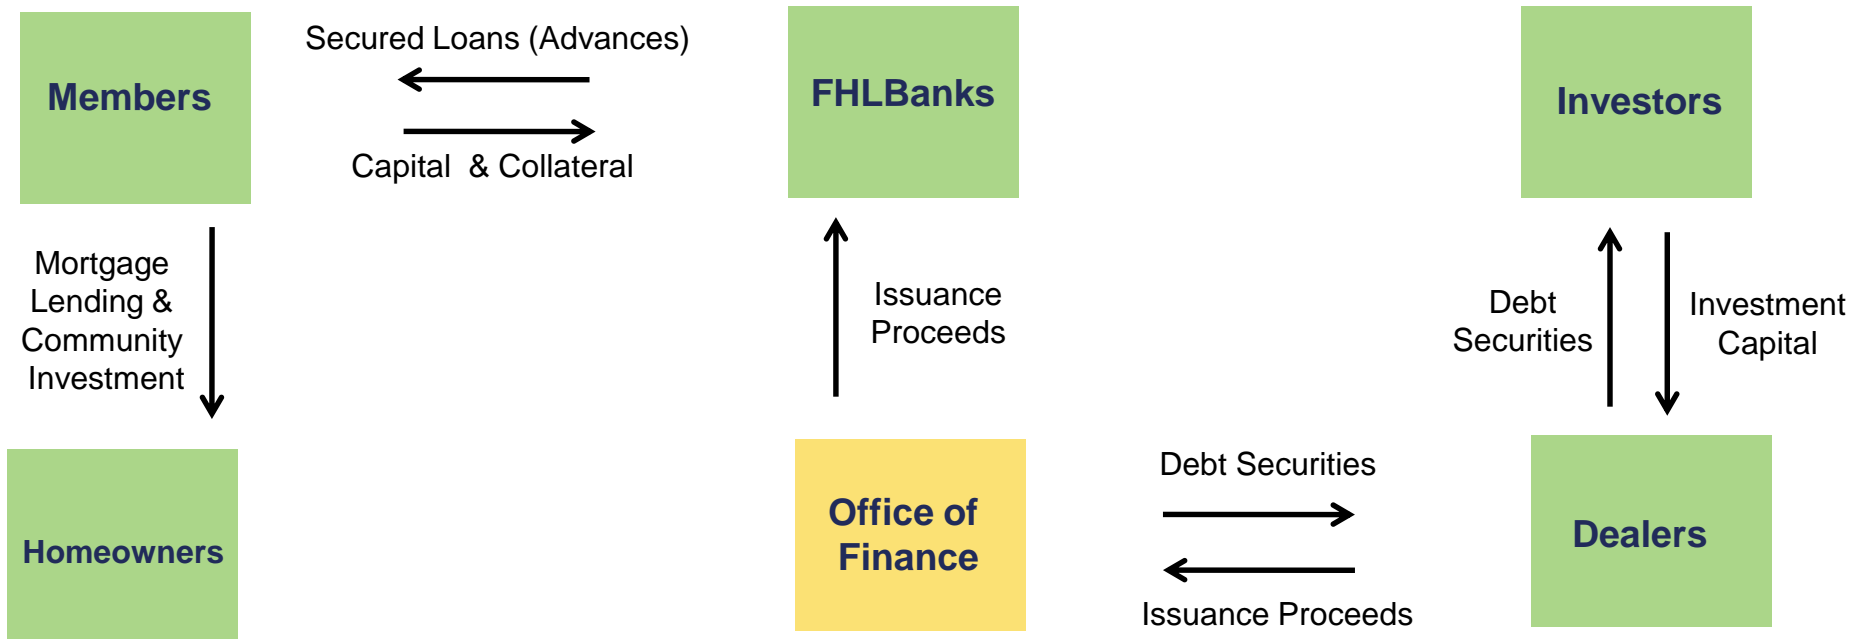 Members
Secured Loans (Advances)
Capital & Collateral
FHLBanks
Investors
Mortgage
Lending &
Community
Investment
Issuance
Proceeds
Debt
Securities
Investment
Capital
Homeowners
Office of
Finance
Debt Securities
Issuance Proceeds
Dealers